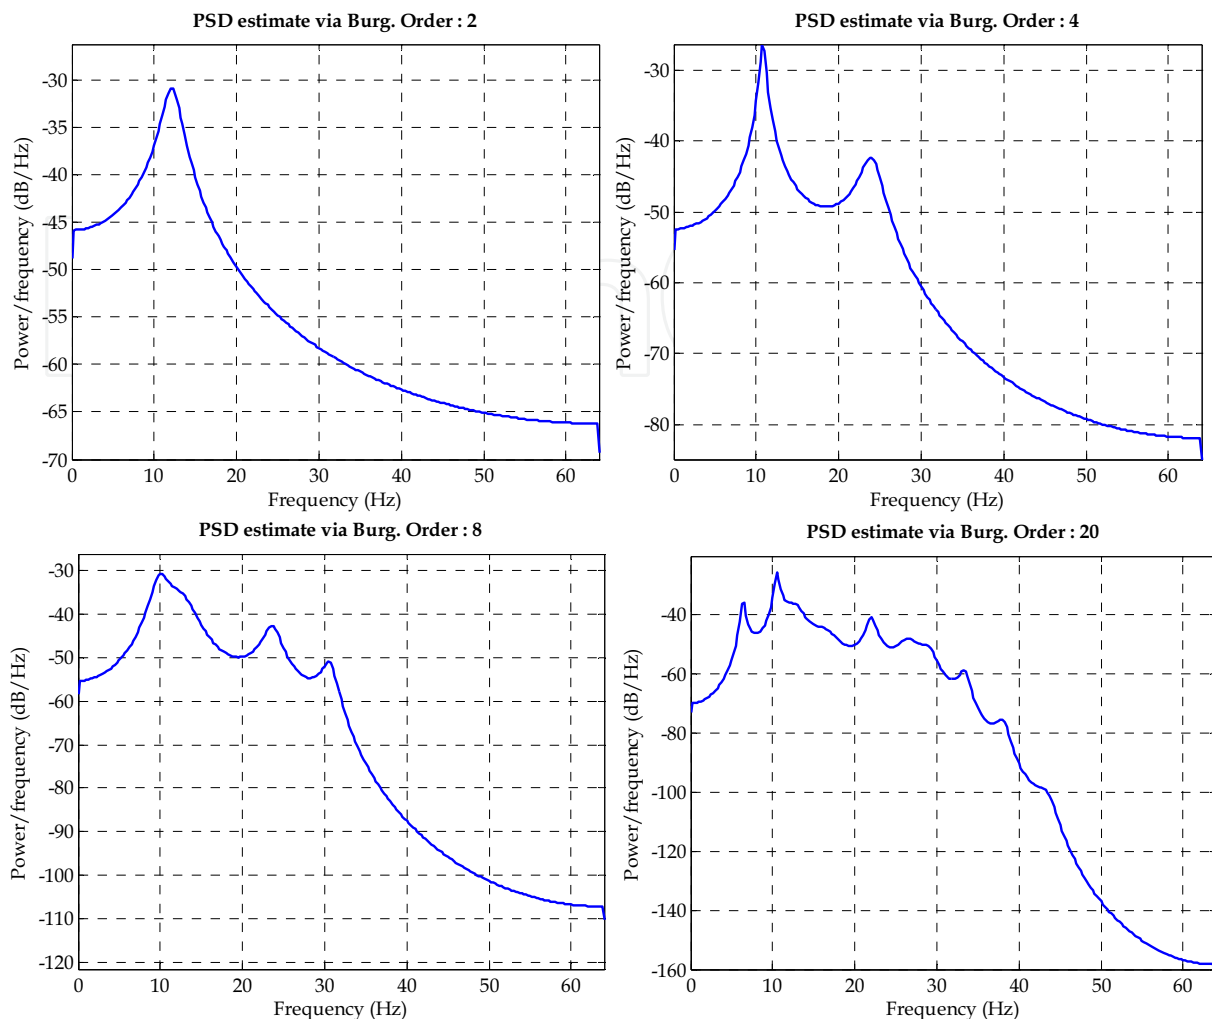 PSD estimate via Burg. Order : 2
Power/frequency (dB/Hz)
-30
-35
-40
-45
-50
-55
-60
-65
-70
0 10 20 30 40 50 60
Frequency (Hz)
PSD estimate via Burg. Order : 4
Power/frequency (dB/Hz)
-30
-40
-50
-60
-70
-80
0 10 20 30 40 50 60
Frequency (Hz)
PSD estimate via Burg. Order : 8
Power/frequency (dB/Hz)
-30
-40
-50
-60
-70
-80
-90
-100
-110
-120
0 10 20 30 40 50 60
Frequency (Hz)
PSD estimate via Burg. Order : 20
Power/frequency (dB/Hz)
-40
-60
-80
-100
-120
-140
-160
0 10 20 30 40 50 60
Frequency (Hz)